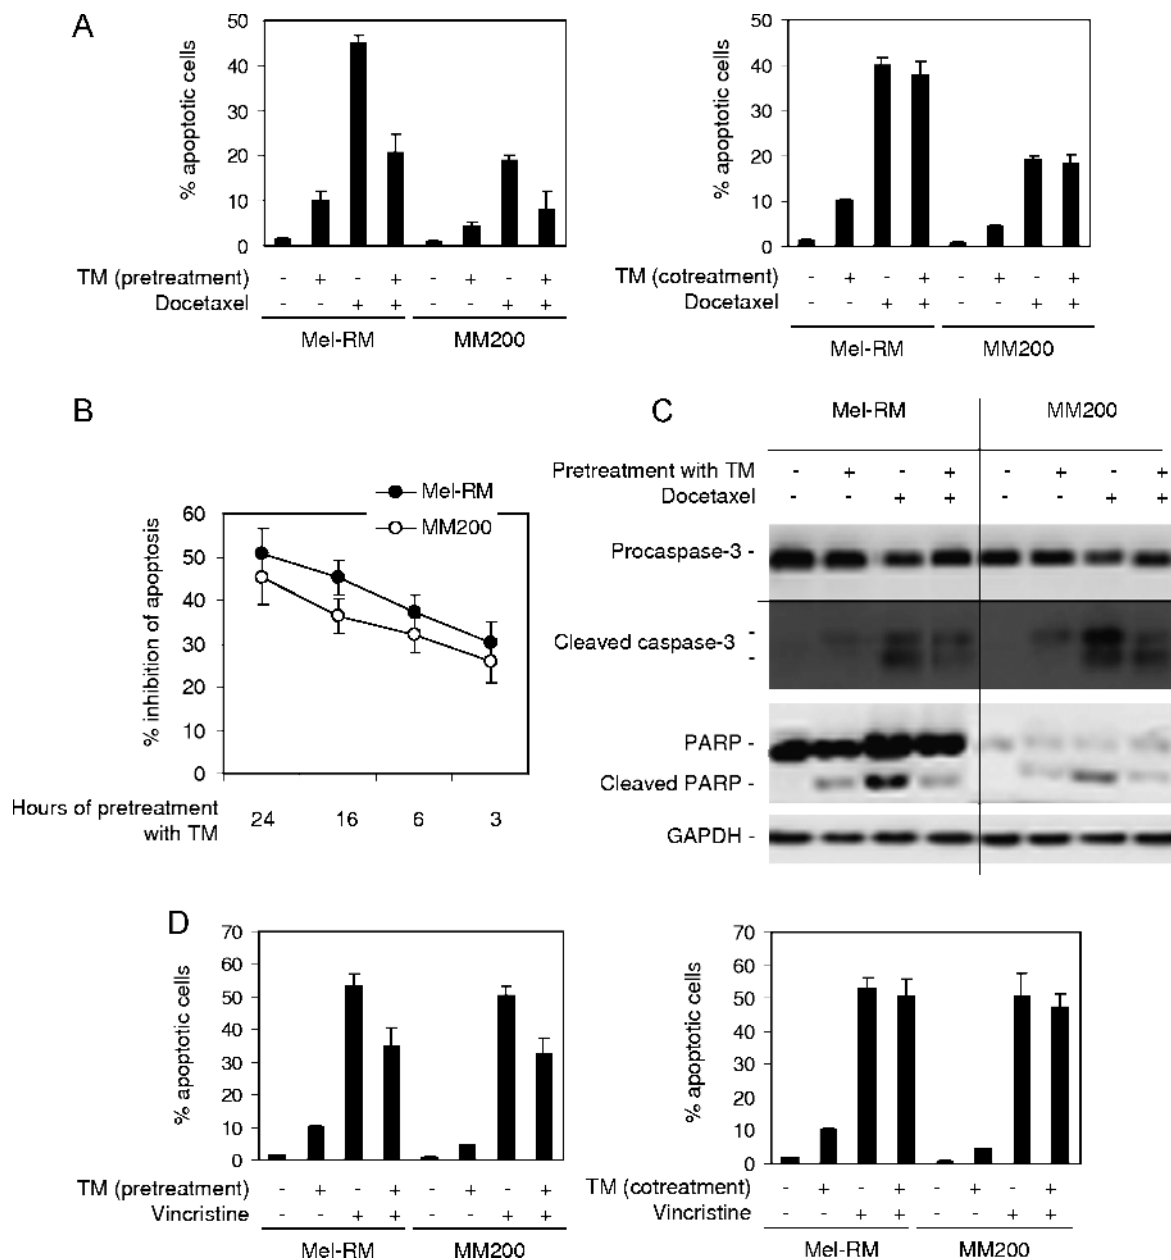 A
% apoptotic cells
50
40
30
20
10
0
TM (pretreatment) - + - + - + - +
Docetaxel - - + + - - + +
Mel-RM MM200
% apoptotic cells
50
40
30
20
10
0
TM (cotreatment) - + - + - + - +
Docetaxel - - + + - - + +
Mel-RM MM200
B
Mel-RM
MM200
% inhibition of apoptosis
60
50
40
30
20
10
0
Hours of pretreatment
with TM
24 16 6 3
C
Mel-RM MM200
Pretreatment with TM - + - + - + - +
Docetaxel - - + + - - + +
Procaspase-3 -
Cleaved caspase-3 -
-
PARP -
Cleaved PARP -
GAPDH -
D
% apoptotic cells
70
60
50
40
30
20
10
0
TM (pretreatment) - + - + - + - +
Vincristine - - + + - - + +
Mel-RM MM200
% apoptotic cells
70
60
50
40
30
20
10
0
TM (cotreatment) - + - + - + - +
Vincristine - - + + - - + +
Mel-RM MM200